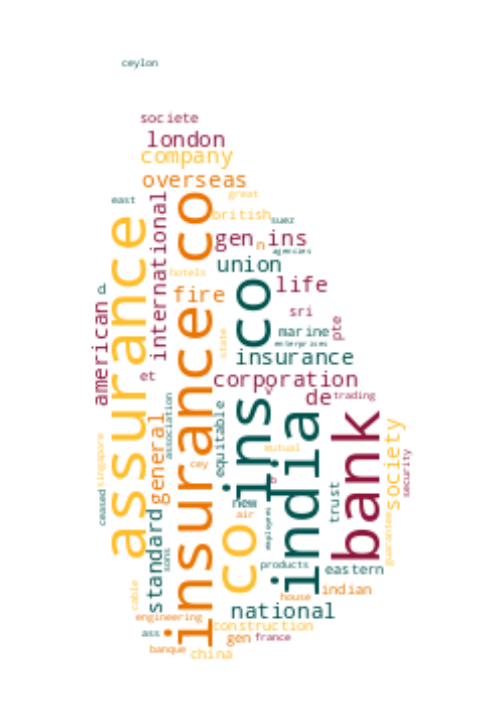 ceylon
societe
london
company
overseas
great
east
international
british
suez
assurance
insurance co
gen
n
ins
agencies
union
hotels
life
american
d
fire
co
ins co
sri
pte
marine
state
enterprises
insurance
et
corporation
v
de
trading
association
equitable
general
india
bank
society
mutual
singapore
cey
security
b
ceased
new
trust
air
employees
standard
sons
guarantee
products
eastern
cable
house
indian
national
engineering
construction
ass
i
gen
france
banque
china